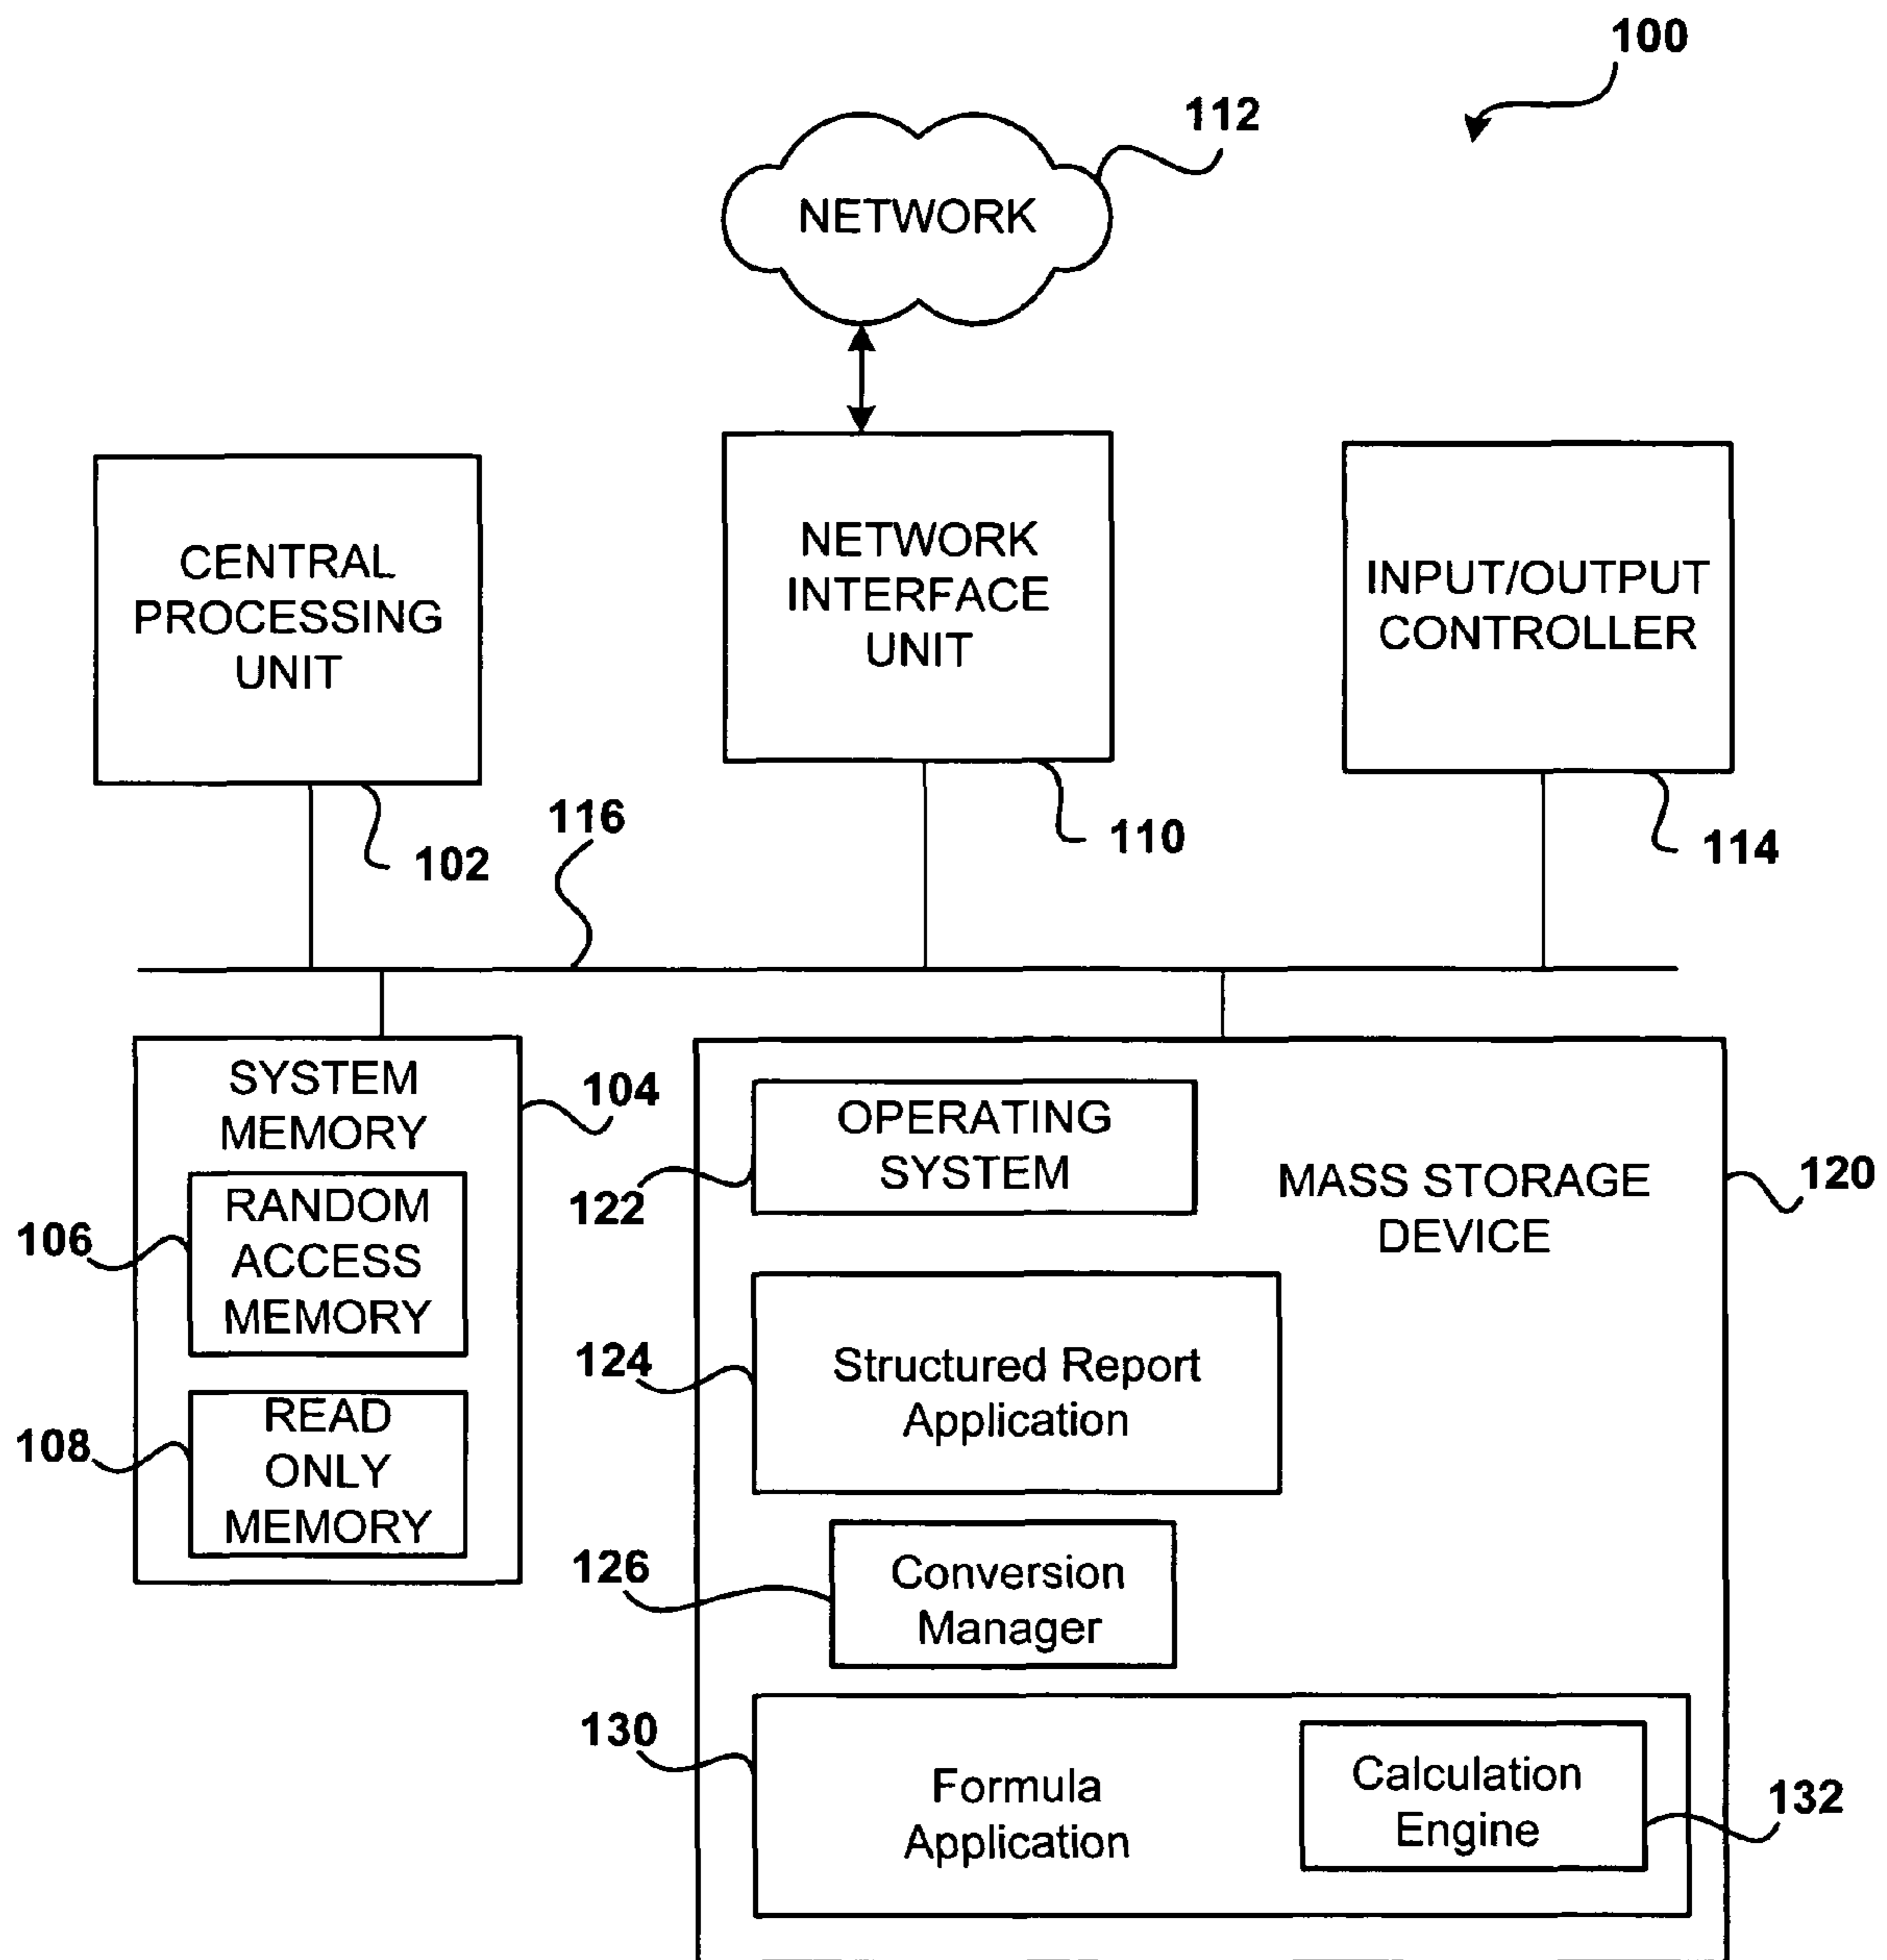 100
112
NETWORK
CENTRAL
PROCESSING
UNIT
NETWORK
INTERFACE
UNIT
INPUT/OUTPUT
CONTROLLER
102
116
110
114
SYSTEM
MEMORY
104
RANDOM
ACCESS
MEMORY
106
READ
ONLY
MEMORY
108
OPERATING
SYSTEM
122
MASS STORAGE
DEVICE
120
Structured Report
Application
124
Conversion
Manager
126
130
Formula
Application
Calculation
Engine
132